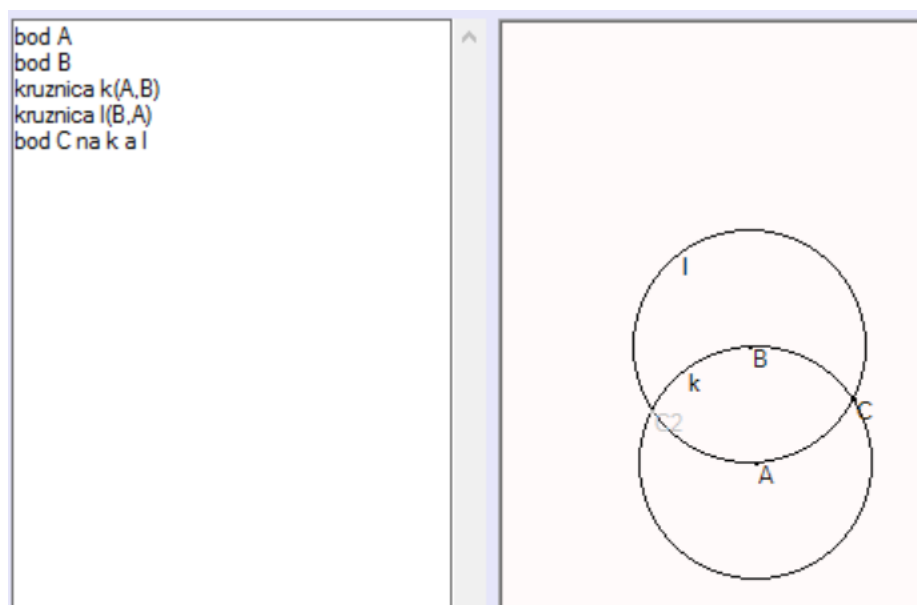 bod A
bod B
kruznica k(A,B)
kruznica l(B,A)
bod C na k a l
l
B
k
C
C2
A